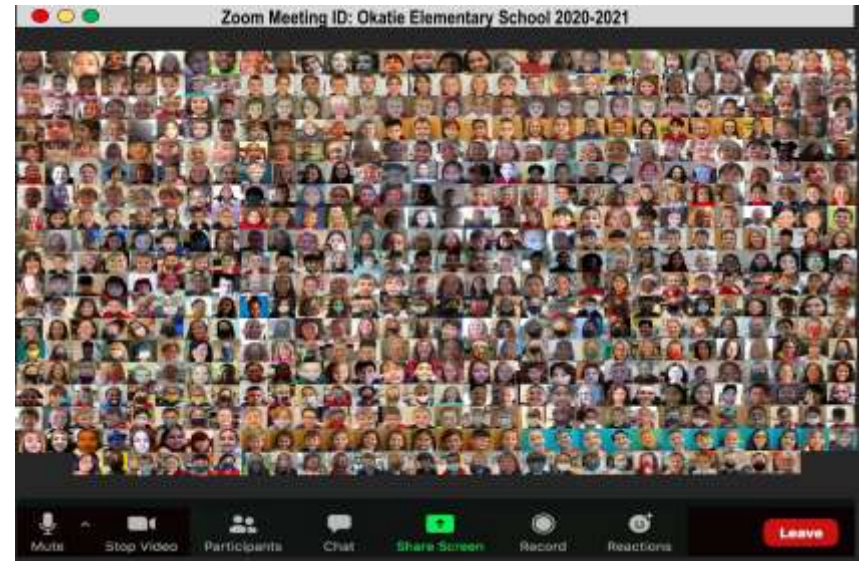 Zoom Meeting ID: Okatie Elementary School 2020-2021
Mute Stop Video Participants Chat Share Screen Record Reactions Leave